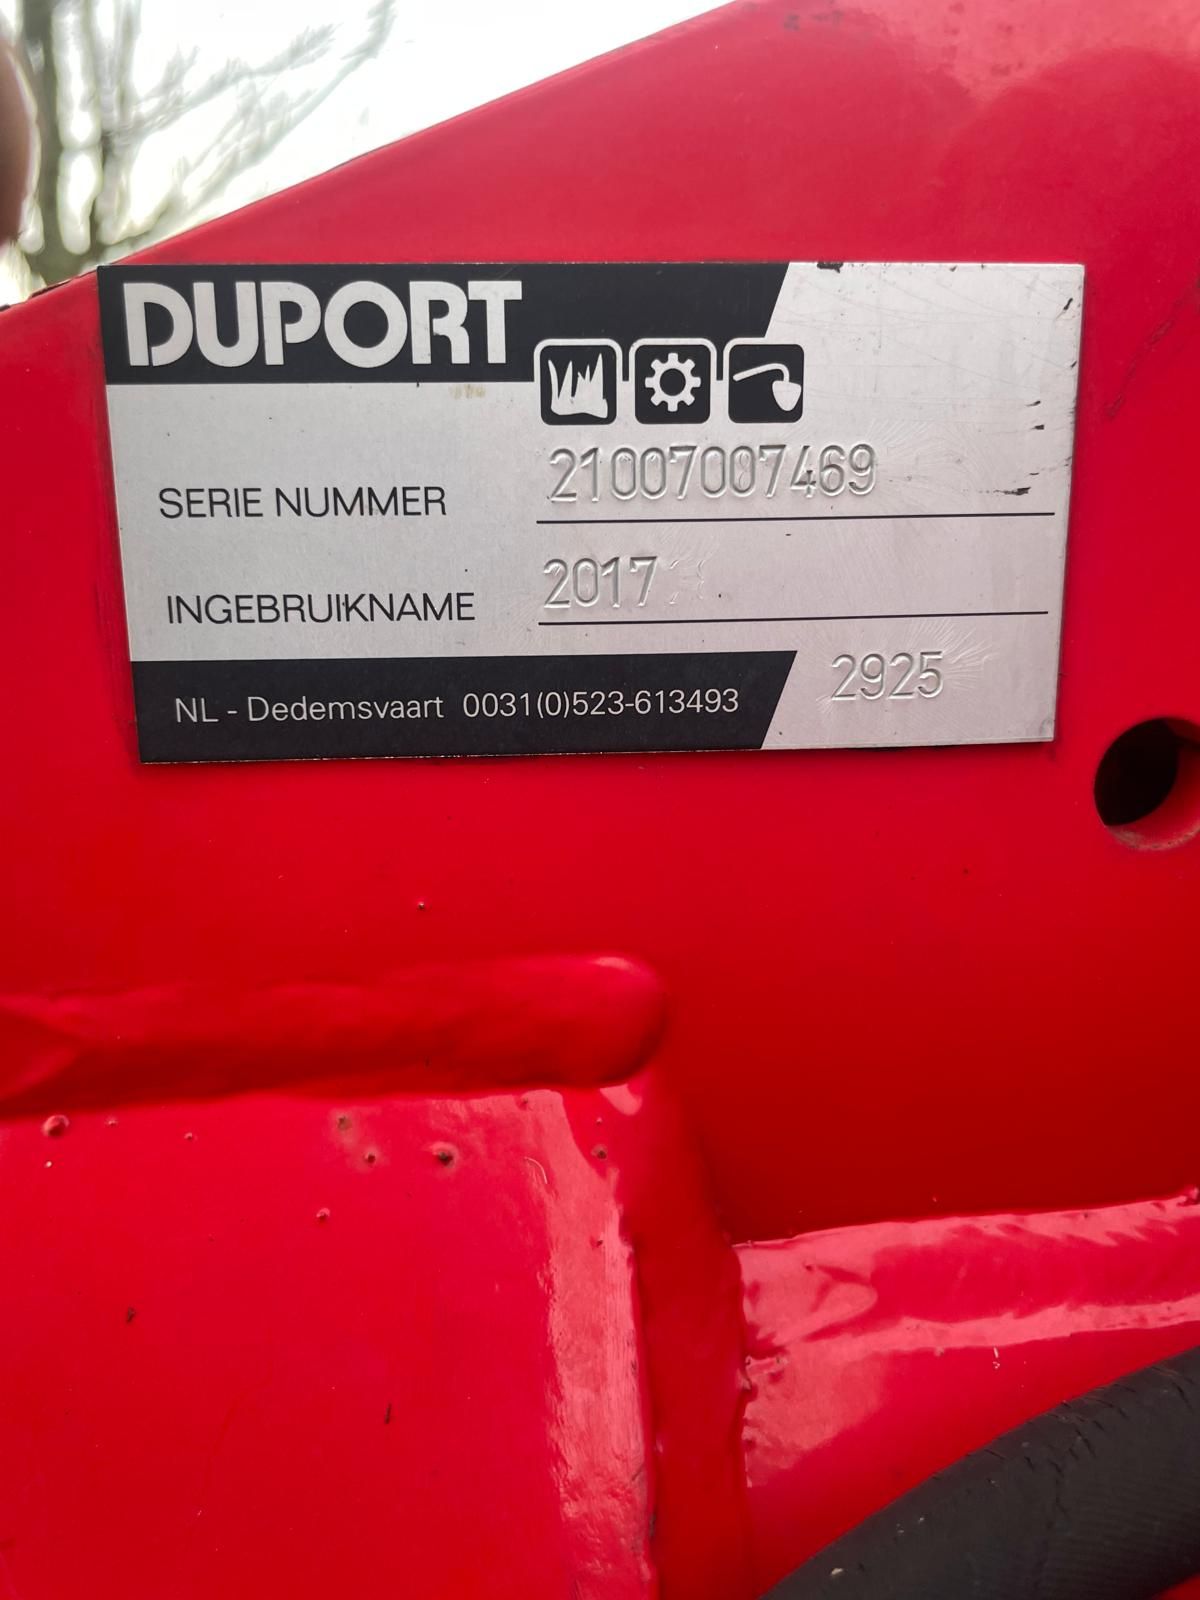 DUPORT
SERIE NUMMER 21007007469
INGEBRUIKNAME 2017
NL - Dedemsvaart 0031(0)523-613493 2925